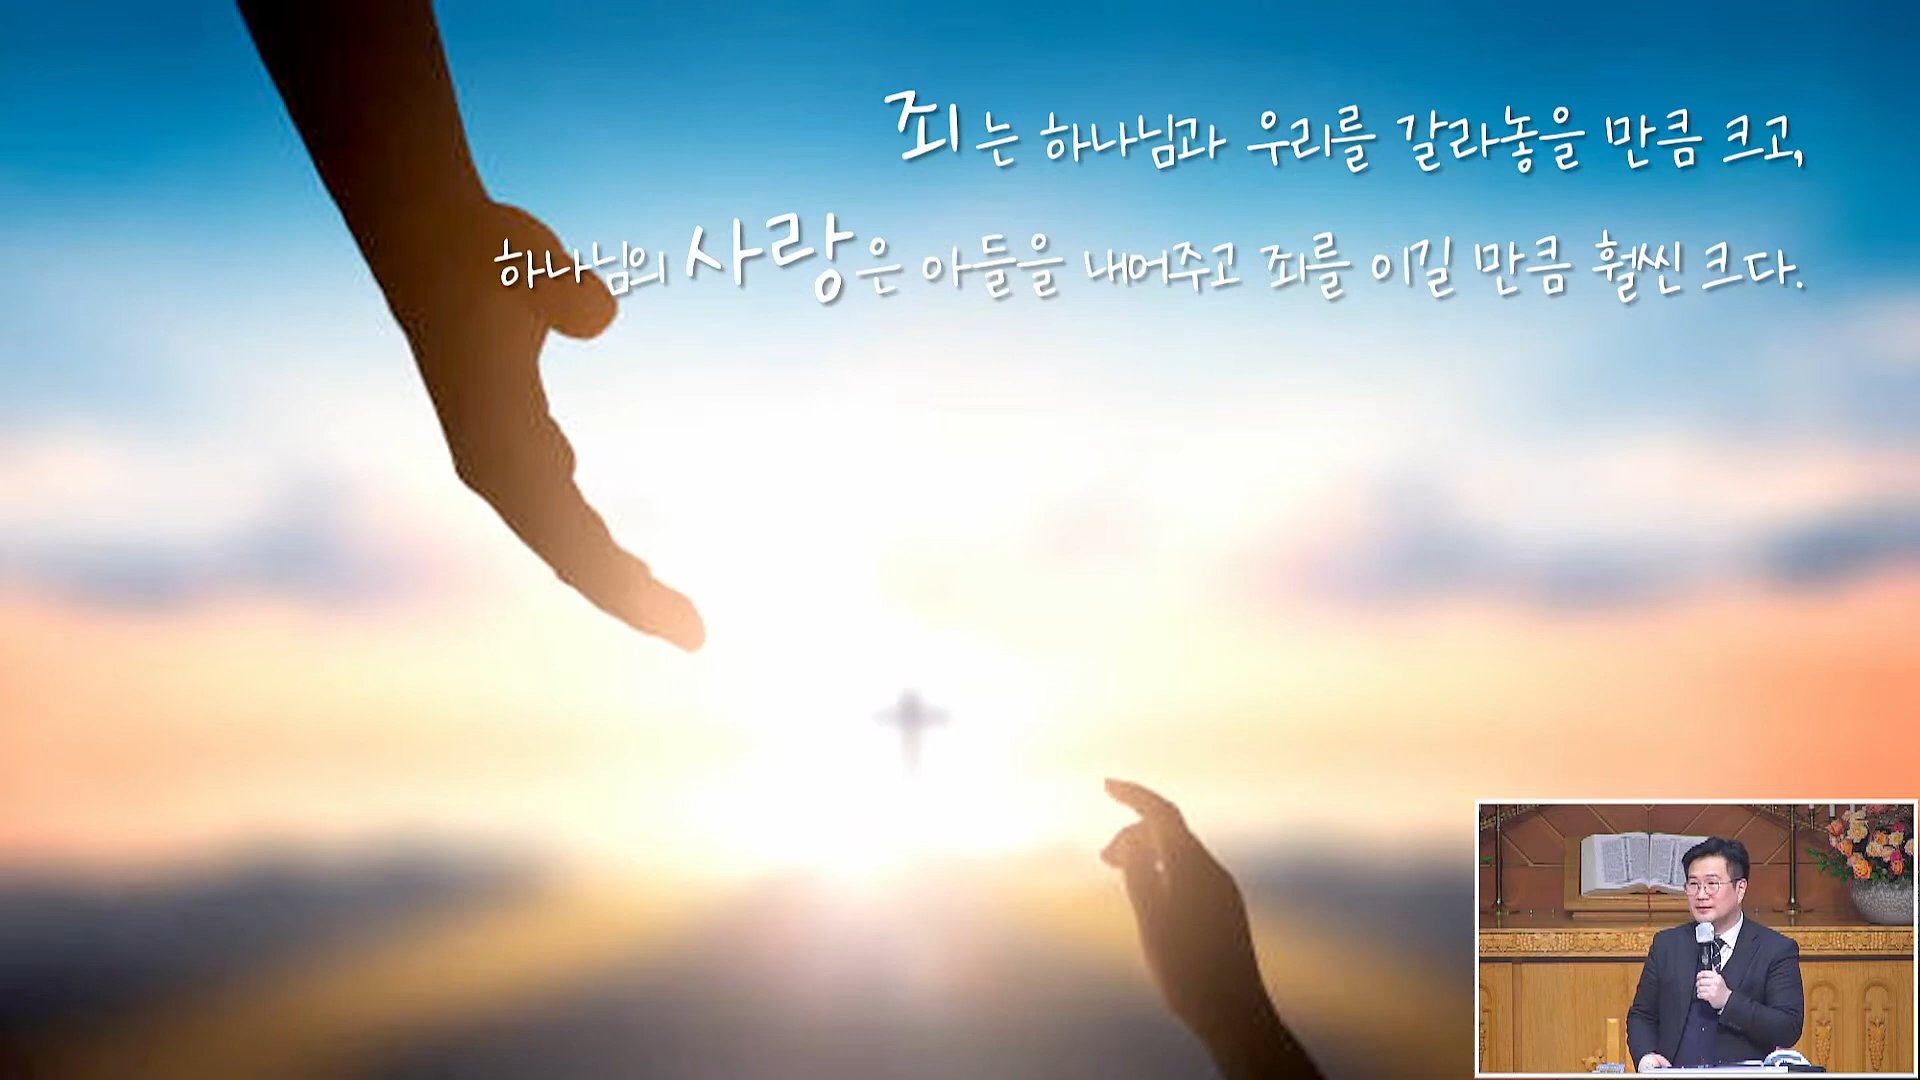 죄는 하나님과 우리를 갈라놓을 만큼 크고,
하나님의 사랑은 아들을 내어주고 죄를 이길 만큼 훨씬 크다.